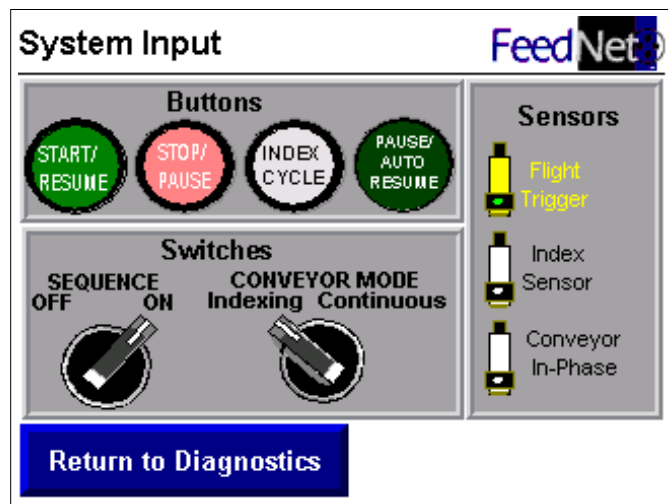 System Input
FeedNet
Buttons
START/
RESUME
STOP/
PAUSE
INDEX
CYCLE
PAUSE/
AUTO
RESUME
Switches
SEQUENCE
OFF ON
CONVEYOR MODE
Indexing Continuous
Sensors
Flight
Trigger
Index
Sensor
Conveyor
In-Phase
Return to Diagnostics